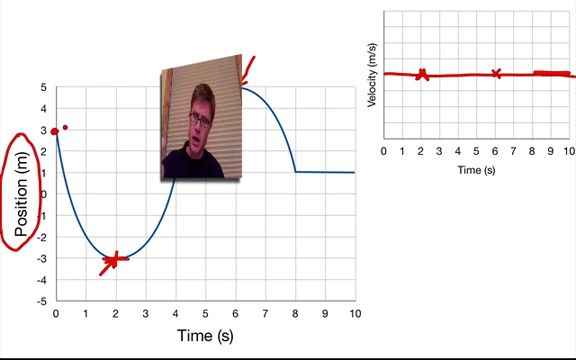 Velocity (m/s)
0 1 2 3 4 5 6 7 8 9 10
Time (s)
Position (m)
5
4
3
2
1
0
-1
-2
-3
-4
-5
0 1 2 3 4 5 6 7 8 9 10
Time (s)